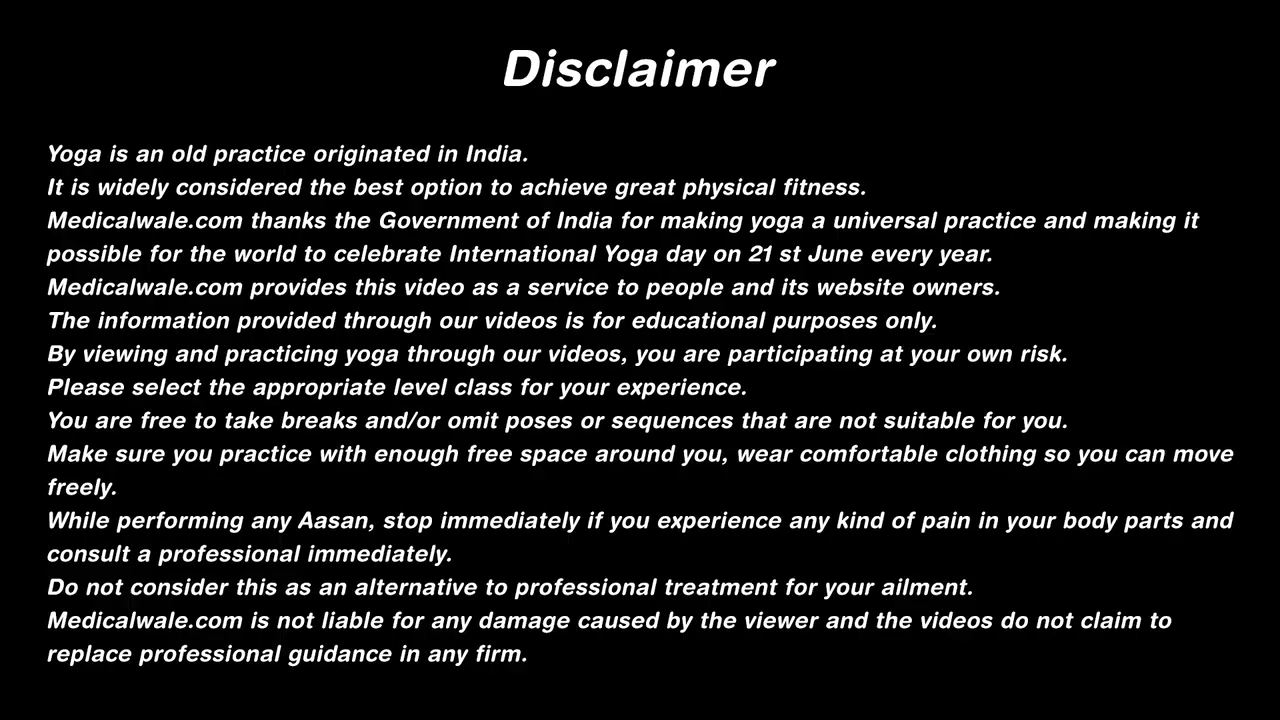 Disclaimer
Yoga is an old practice originated in India.
It is widely considered the best option to achieve great physical fitness.
Medicalwale.com thanks the Government of India for making yoga a universal practice and making it
possible for the world to celebrate International Yoga day on 21 st June every year.
Medicalwale.com provides this video as a service to people and its website owners.
The information provided through our videos is for educational purposes only.
By viewing and practicing yoga through our videos, you are participating at your own risk.
Please select the appropriate level class for your experience.
You are free to take breaks and/or omit poses or sequences that are not suitable for you.
Make sure you practice with enough free space around you, wear comfortable clothing so you can move
freely.
While performing any Aasan, stop immediately if you experience any kind of pain in your body parts and
consult a professional immediately.
Do not consider this as an alternative to professional treatment for your ailment.
Medicalwale.com is not liable for any damage caused by the viewer and the videos do not claim to
replace professional guidance in any firm.